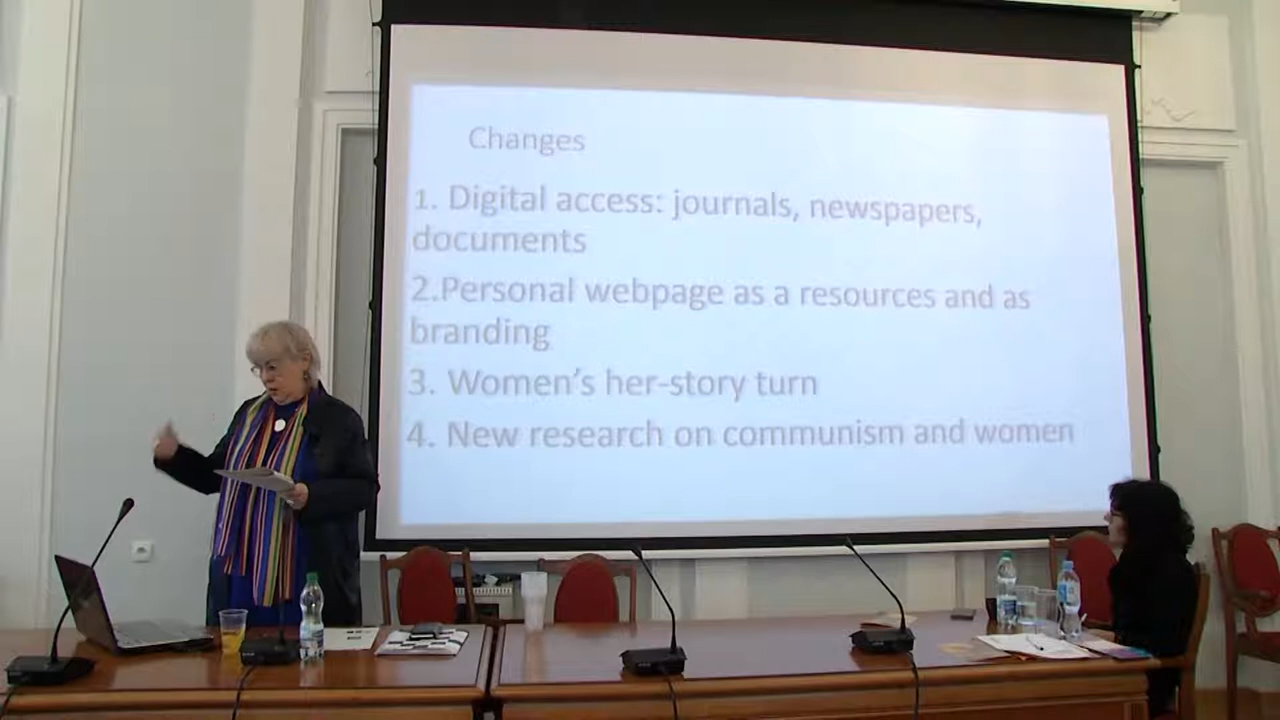 Changes
1. Digital access: journals, newspapers,
documents
2.Personal webpage as a resources and as
branding
3. Women’s her-story turn
4. New research on communism and women